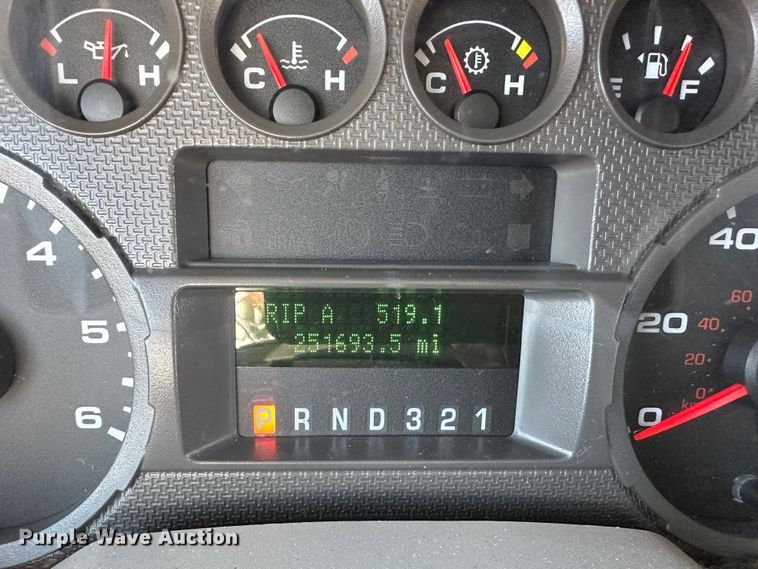 L H
C H
C H
E F
4
5
6
TRIP A 519.1
251693.5 mi
P R N D 3 2 1
40
60
20
40
20
0
0
Purple Wave Auction